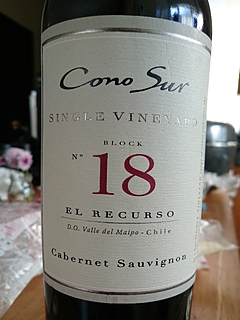 Cono Sur
SINGLE VINEYARD
BLOCK
Nº 18
EL RECURSO
D.O. Valle del Maipo - Chile
Cabernet Sauvignon